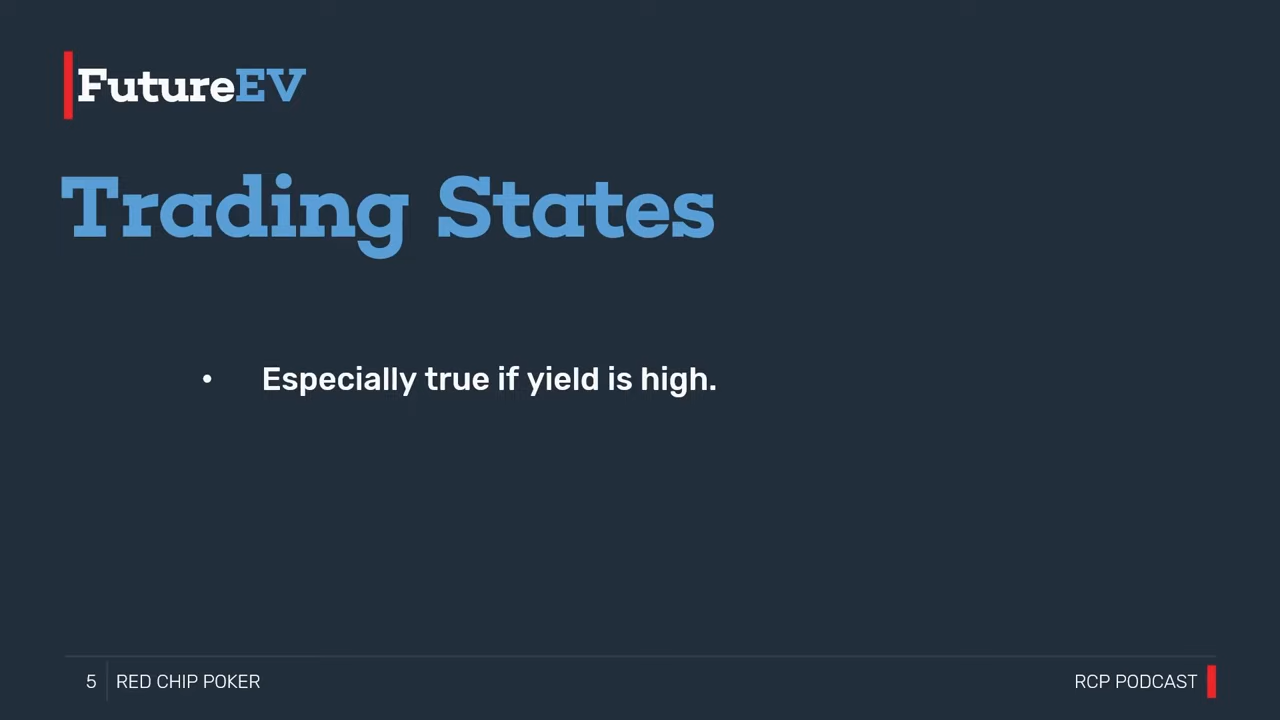 FutureEV
Trading States
• Especially true if yield is high.
5 RED CHIP POKER
RCP PODCAST